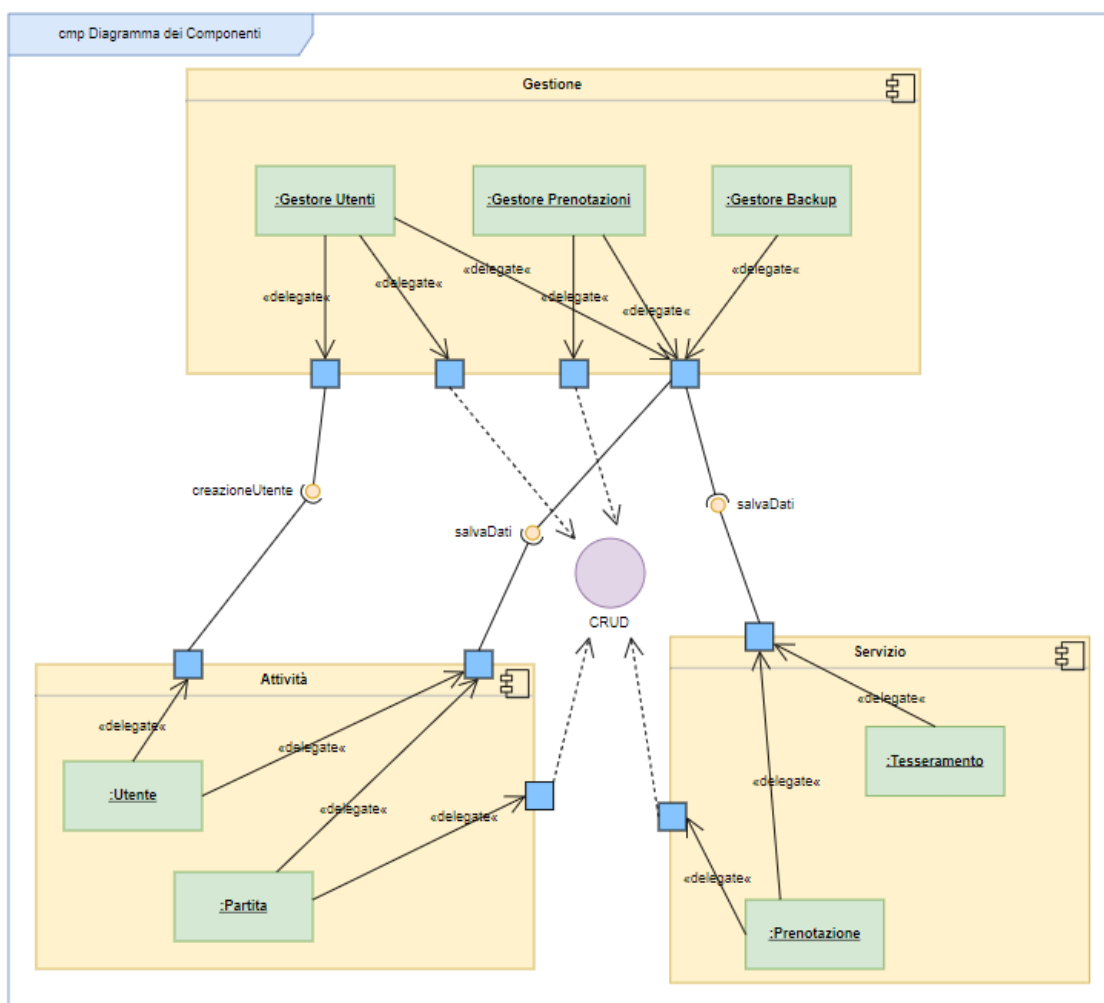 cmp Diagramma dei Componenti
Gestione
:Gestore Utenti
:Gestore Prenotazioni
:Gestore Backup
«delegate«
«delegate«
«delegate«
«delegate«
«delegate«
«delegate«
creazioneUtente
salvaDati
salvaDati
CRUD
Attività
Servizio
«delegate«
«delegate«
«delegate«
:Utente
:Tesseramento
«delegate«
«delegate«
«delegate«
«delegate«
:Partita
:Prenotazione